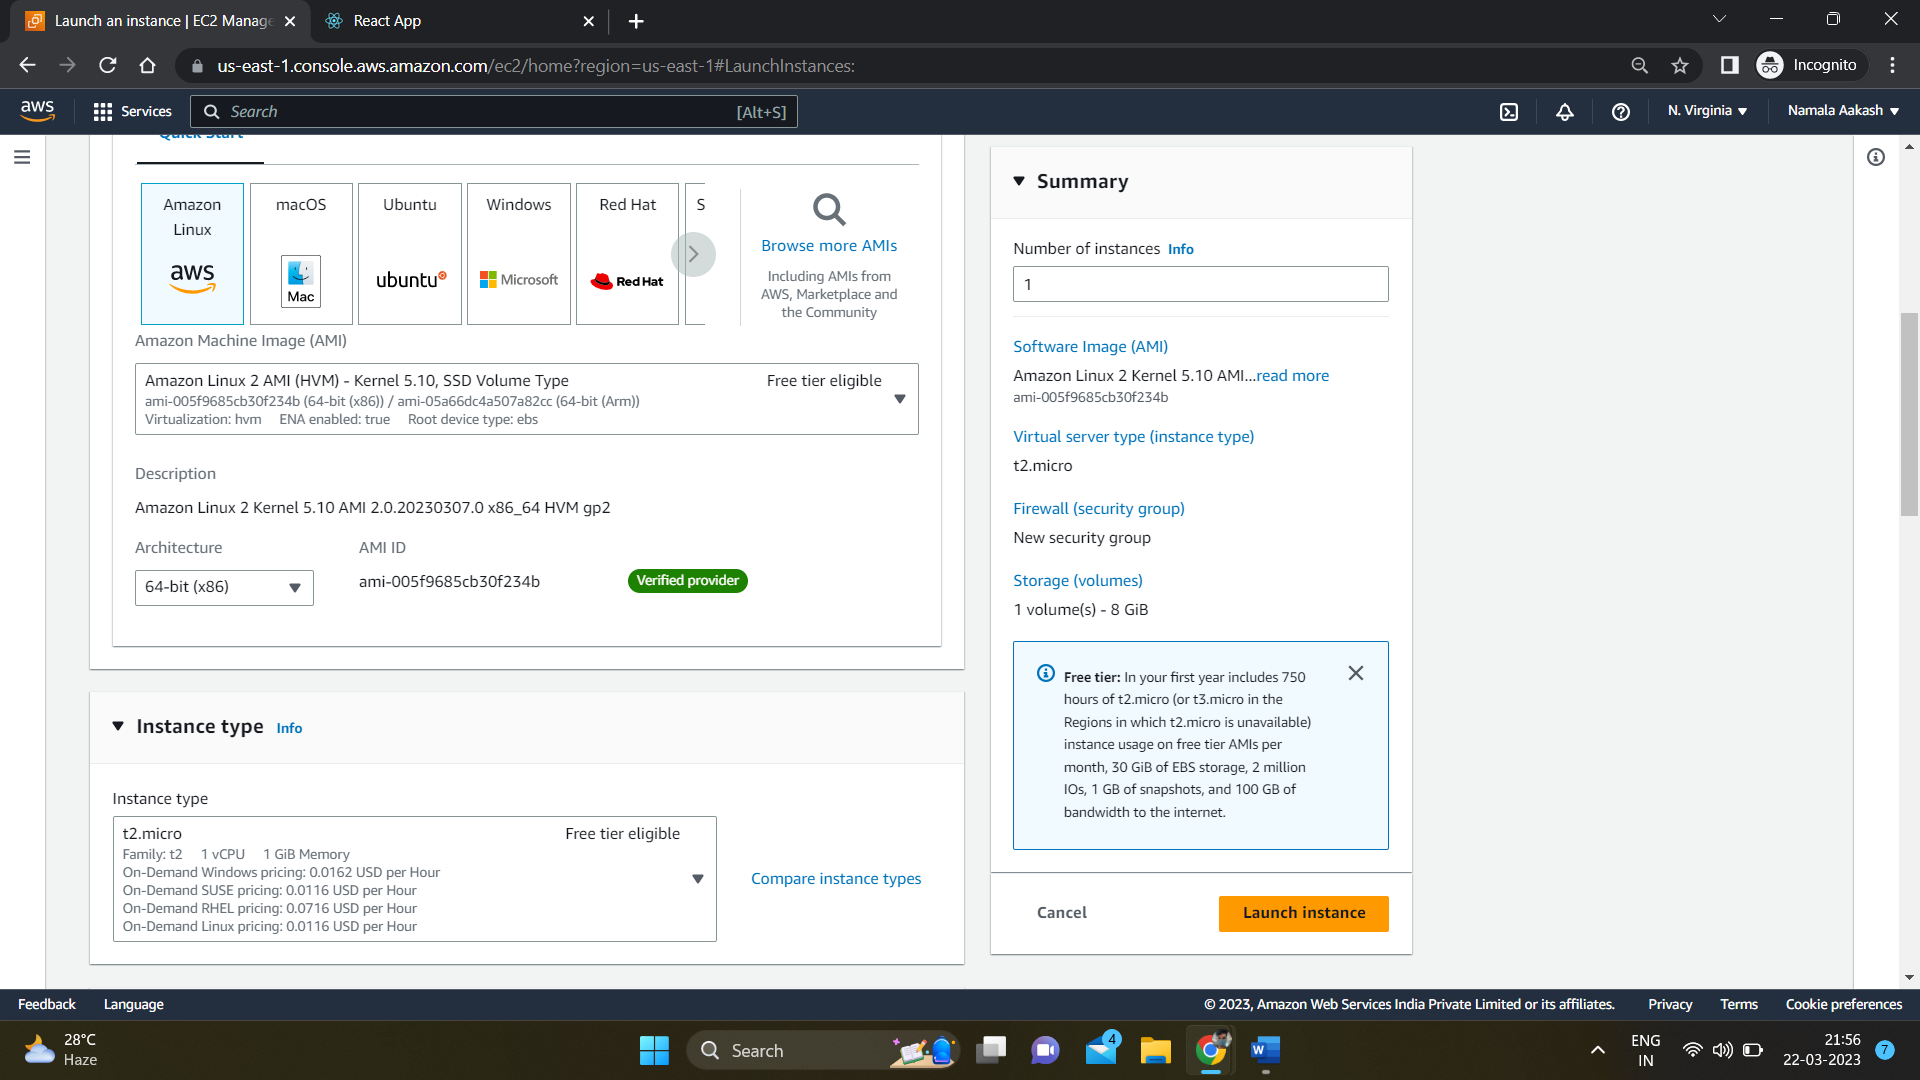 Launch an instance | EC2 Manage
React App
us-east-1.console.aws.amazon.com/ec2/home?region=us-east-1#LaunchInstances:
Incognito
aws
Services
Search
[Alt+S]
N. Virginia
Namala Aakash
Quick Start
Amazon
Linux
aws
macOS
Mac
Ubuntu
ubuntu
Windows
Microsoft
Red Hat
Red Hat
S
Browse more AMIs
Including AMIs from
AWS, Marketplace and
the Community
Amazon Machine Image (AMI)
Amazon Linux 2 AMI (HVM) - Kernel 5.10, SSD Volume Type
Free tier eligible
ami-005f9685cb30f234b (64-bit (x86)) / ami-05a66dc4a507a82cc (64-bit (Arm))
Virtualization: hvm ENA enabled: true Root device type: ebs
Description
Amazon Linux 2 Kernel 5.10 AMI 2.0.20230307.0 x86_64 HVM gp2
Architecture
AMI ID
64-bit (x86)
ami-005f9685cb30f234b
Verified provider
Instance type Info
Instance type
t2.micro
Free tier eligible
Family: t2 1 vCPU 1 GiB Memory
On-Demand Windows pricing: 0.0162 USD per Hour
On-Demand SUSE pricing: 0.0116 USD per Hour
On-Demand RHEL pricing: 0.0716 USD per Hour
On-Demand Linux pricing: 0.0116 USD per Hour
Compare instance types
Summary
Number of instances Info
1
Software Image (AMI)
Amazon Linux 2 Kernel 5.10 AMI...read more
ami-005f9685cb30f234b
Virtual server type (instance type)
t2.micro
Firewall (security group)
New security group
Storage (volumes)
1 volume(s) - 8 GiB
Free tier: In your first year includes 750
hours of t2.micro (or t3.micro in the
Regions in which t2.micro is unavailable)
instance usage on free tier AMIs per
month, 30 GiB of EBS storage, 2 million
IOs, 1 GB of snapshots, and 100 GB of
bandwidth to the internet.
Cancel
Launch instance
Feedback
Language
© 2023, Amazon Web Services India Private Limited or its affiliates.
Privacy
Terms
Cookie preferences
28°C
Haze
Search
4
W
ENG
IN
21:56
22-03-2023
7